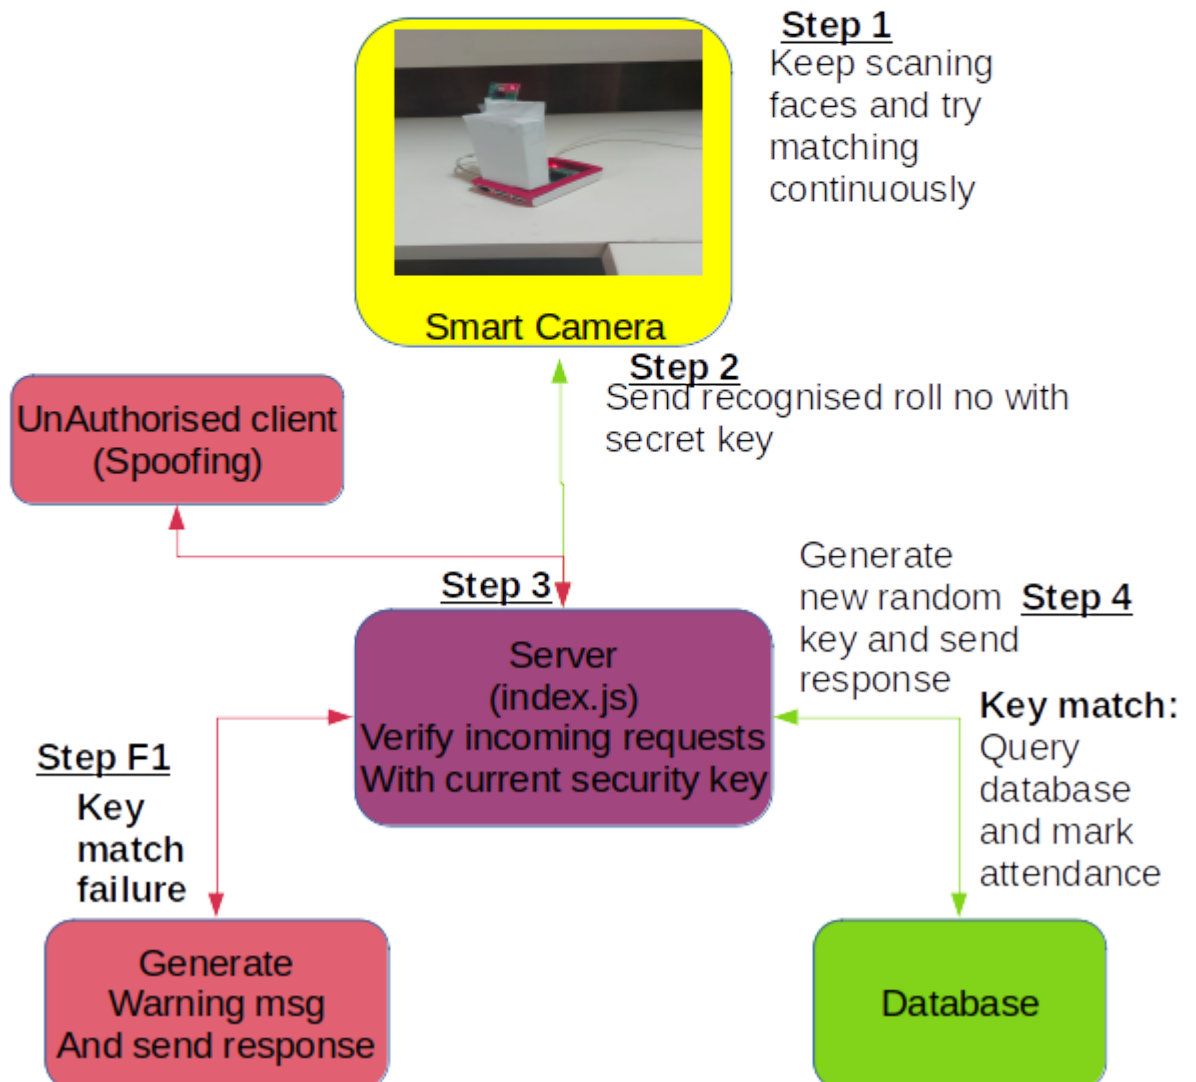 Step 1
Keep scaning
faces and try
matching
continuously
Smart Camera
Step 2
Send recognised roll no with
secret key
UnAuthorised client
(Spoofing)
Step 3
Server
(index.js)
Verify incoming requests
With current security key
Generate
new random
key and send
response
Step 4
Key match:
Query
database
and mark
attendance
Step F1
Key
match
failure
Generate
Warning msg
And send response
Database